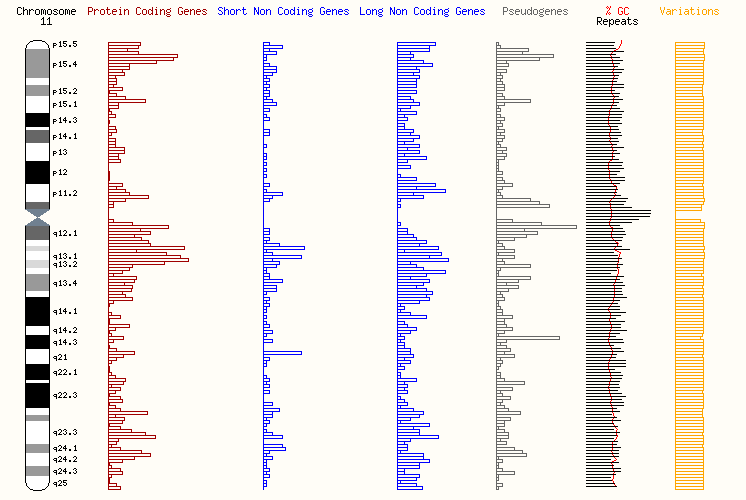 Chromosome Protein Coding Genes Short Non Coding Genes Long Non Coding Genes Pseudogenes % GC Variations
11 Repeats
p15.5
p15.4
p15.2
p15.1
p14.3
p14.1
p13
p12
p11.2
q12.1
q13.1
q13.2
q13.4
q14.1
q14.2
q14.3
q21
q22.1
q22.3
q23.3
q24.1
q24.2
q24.3
q25